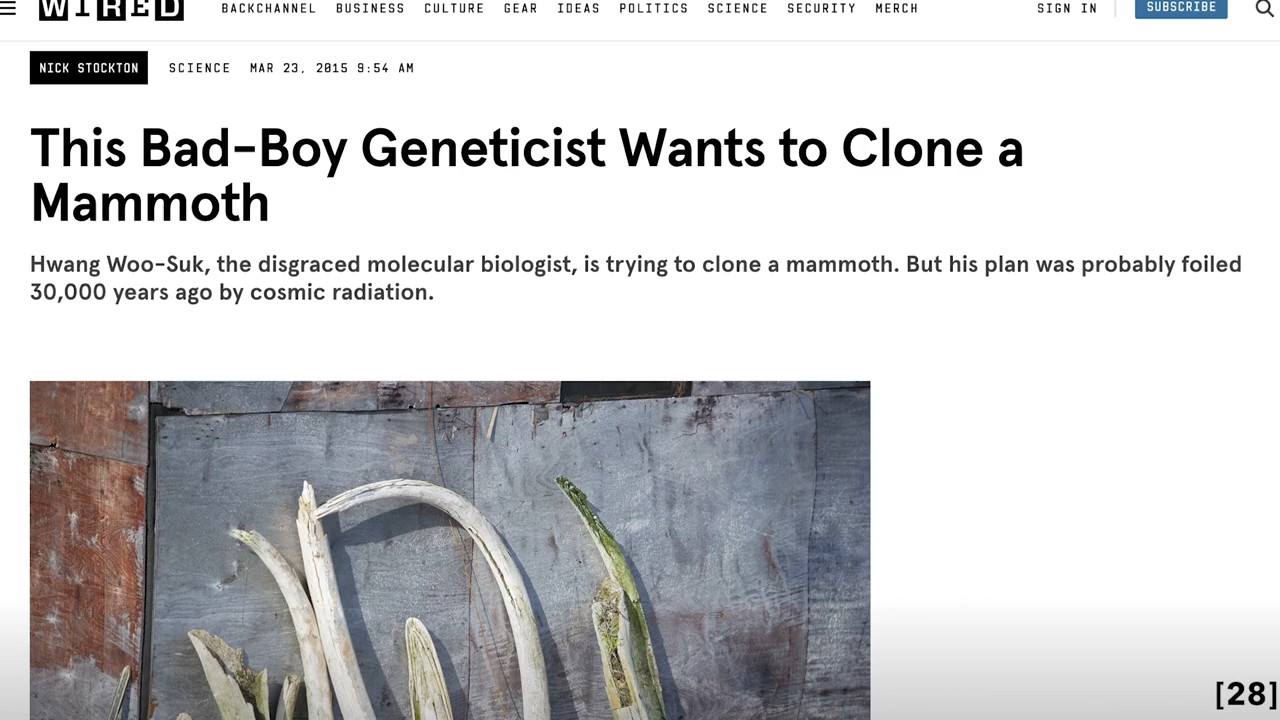 WIRED BACKCHANNEL BUSINESS CULTURE GEAR IDEAS POLITICS SCIENCE SECURITY MERCH SIGN IN SUBSCRIBE
NICK STOCKTON SCIENCE MAR 23, 2015 9:54 AM
This Bad-Boy Geneticist Wants to Clone a
Mammoth
Hwang Woo-Suk, the disgraced molecular biologist, is trying to clone a mammoth. But his plan was probably foiled
30,000 years ago by cosmic radiation.
[28]